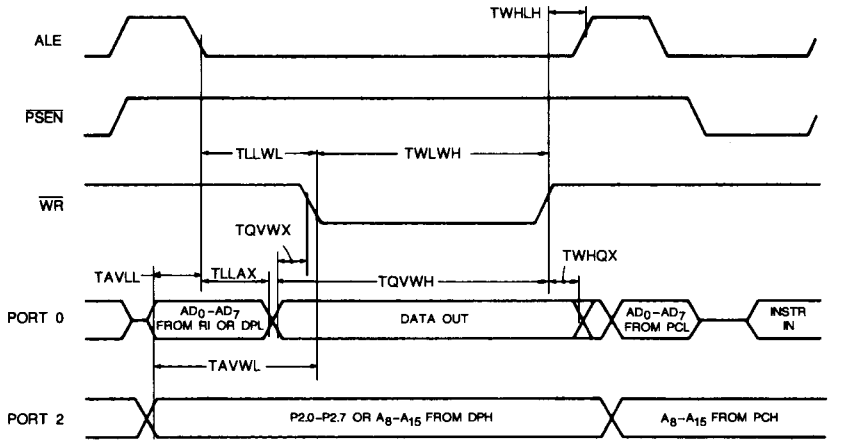 TWHLH
ALE
PSEN
TLLWL
TWLWH
WR
TQVWX
TAVLL
TLLAX
TQVWH
TWHQX
PORT 0
AD0-AD7
FROM RI OR DPL
DATA OUT
AD0-AD7
FROM PCL
INSTR
IN
TAVWL
PORT 2
P2.0-P2.7 OR A8-A15 FROM DPH
A8-A15 FROM PCH